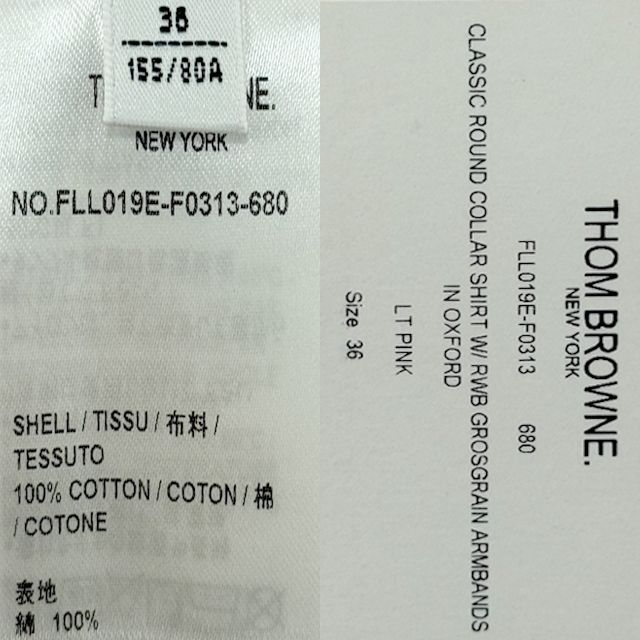 36
155/80A
T NE.
NEW YORK
NO.FLL019E-F0313-680
SHELL / TISSU / 布料 /
TESSUTO
100% COTTON / COTON / 棉
/ COTONE
表地
綿 100%
THOM BROWNE.
NEW YORK
FLL019E-F0313 680
CLASSIC ROUND COLLAR SHIRT W/ RWB GROSGRAIN ARMBANDS
IN OXFORD
LT PINK
Size 36